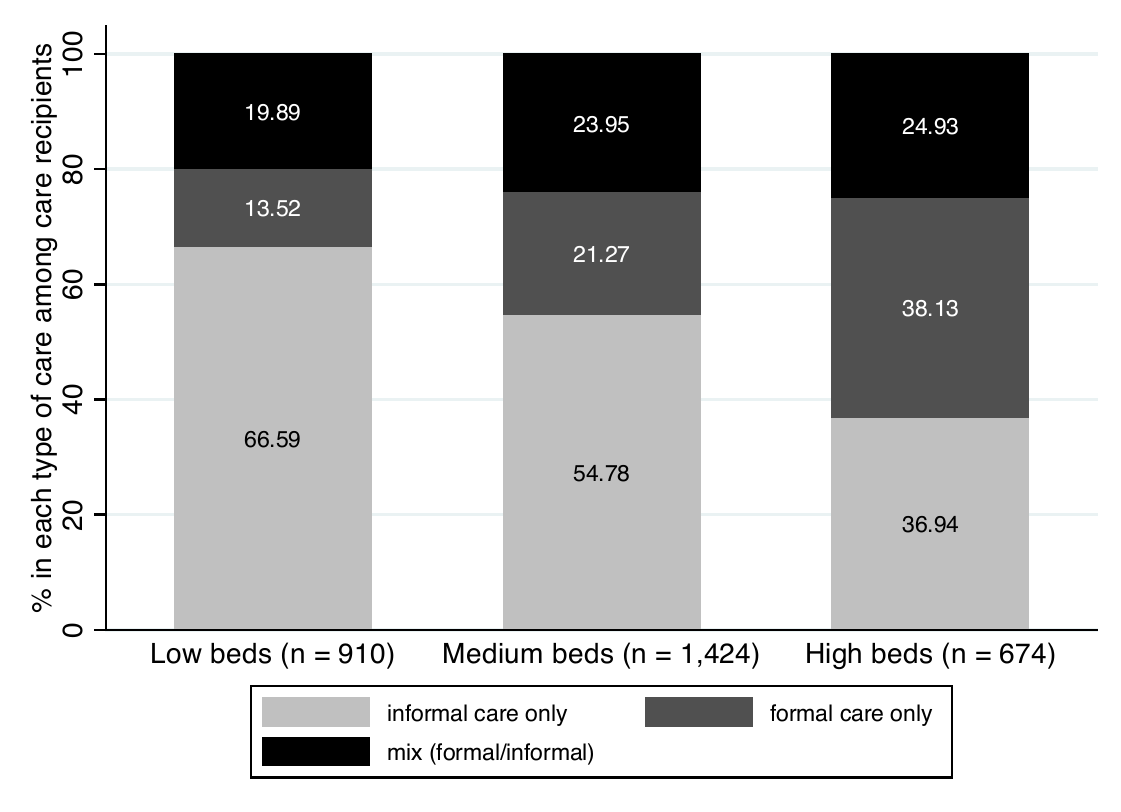 % in each type of care among care recipients
100
80
60
40
20
0
19.89
23.95
24.93
13.52
21.27
38.13
66.59
54.78
36.94
Low beds (n = 910)
Medium beds (n = 1,424)
High beds (n = 674)
informal care only
formal care only
mix (formal/informal)